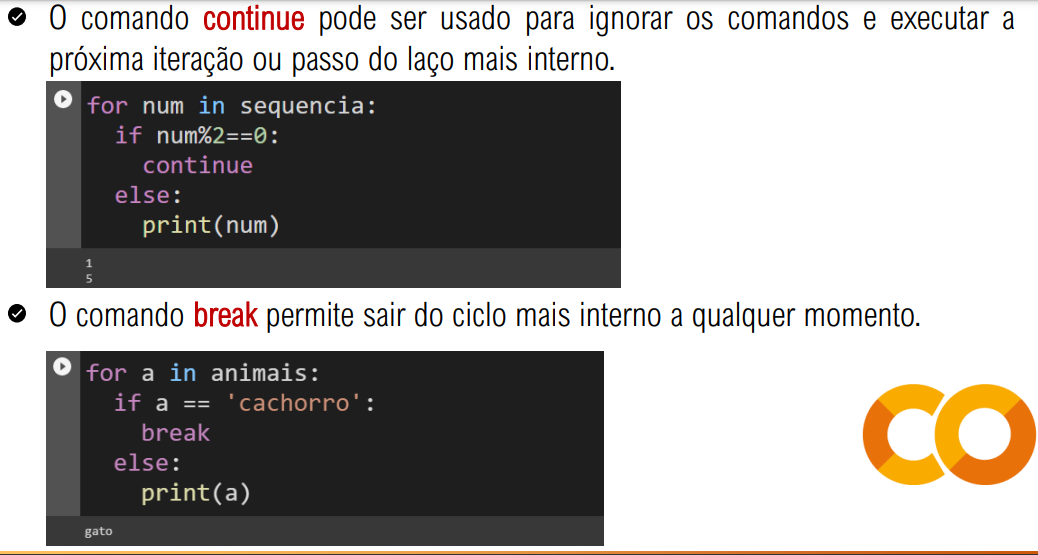 O comando continue pode ser usado para ignorar os comandos e executar a
próxima iteração ou passo do laço mais interno.
for num in sequencia:
  if num%2==0:
    continue
  else:
    print(num)
1
5
O comando break permite sair do ciclo mais interno a qualquer momento.
for a in animais:
  if a == 'cachorro':
    break
  else:
    print(a)
gato